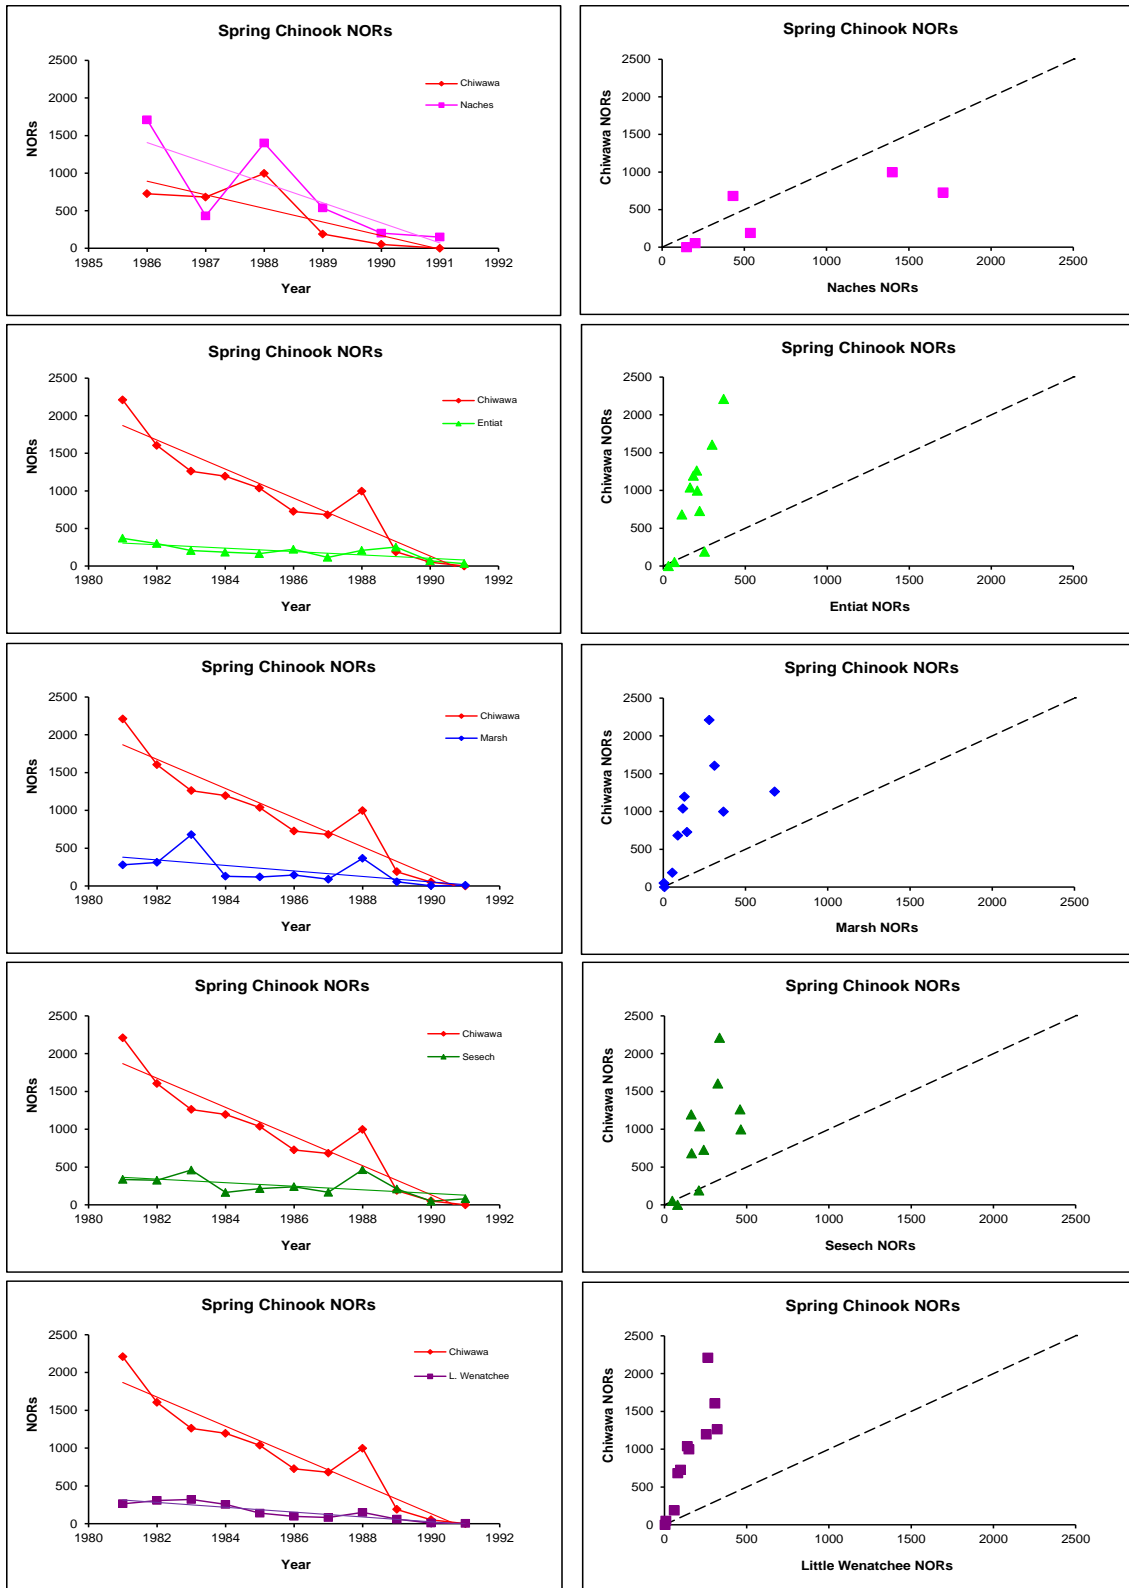 Spring Chinook NORs
2500
2000
1500
1000
500
0
NORs
1985 1986 1987 1988 1989 1990 1991 1992
Year
Chiwawa
Naches
Spring Chinook NORs
2500
2000
1500
1000
500
0
Chiwawa NORs
0 500 1000 1500 2000 2500
Naches NORs
Spring Chinook NORs
2500
2000
1500
1000
500
0
NORs
1980 1982 1984 1986 1988 1990 1992
Year
Chiwawa
Entiat
Spring Chinook NORs
2500
2000
1500
1000
500
0
Chiwawa NORs
0 500 1000 1500 2000 2500
Entiat NORs
Spring Chinook NORs
2500
2000
1500
1000
500
0
NORs
1980 1982 1984 1986 1988 1990 1992
Year
Chiwawa
Marsh
Spring Chinook NORs
2500
2000
1500
1000
500
0
Chiwawa NORs
0 500 1000 1500 2000 2500
Marsh NORs
Spring Chinook NORs
2500
2000
1500
1000
500
0
NORs
1980 1982 1984 1986 1988 1990 1992
Year
Chiwawa
Sesech
Spring Chinook NORs
2500
2000
1500
1000
500
0
Chiwawa NORs
0 500 1000 1500 2000 2500
Sesech NORs
Spring Chinook NORs
2500
2000
1500
1000
500
0
NORs
1980 1982 1984 1986 1988 1990 1992
Year
Chiwawa
L. Wenatchee
Spring Chinook NORs
2500
2000
1500
1000
500
0
Chiwawa NORs
0 500 1000 1500 2000 2500
Little Wenatchee NORs